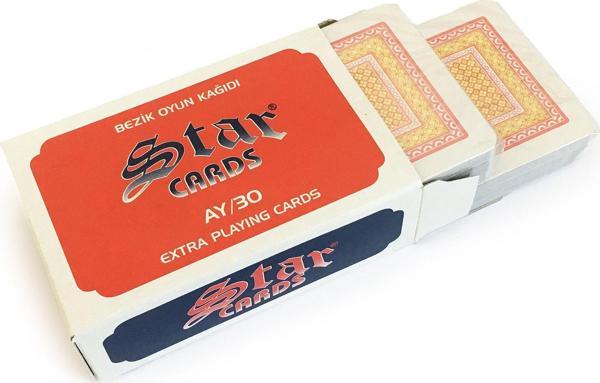 BEZİK OYUN KAĞIDI
Star®
CARDS
AY/30
EXTRA PLAYING CARDS
Star®
CARDS